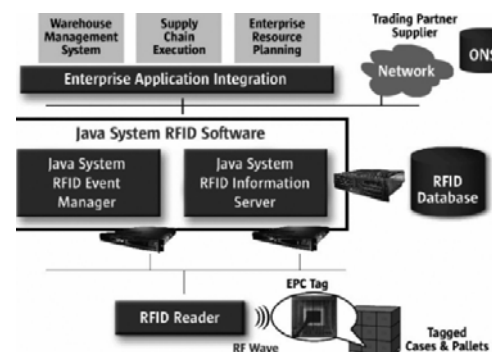 Warehouse
Management
System
Supply
Chain
Execution
Enterprise
Resource
Planning
Trading Partner
Supplier
Network
ONS
Enterprise Application Integration
Java System RFID Software
Java System
RFID Event
Manager
Java System
RFID Information
Server
RFID
Database
EPC Tag
RFID Reader
RF Wave
Tagged
Cases & Pallets